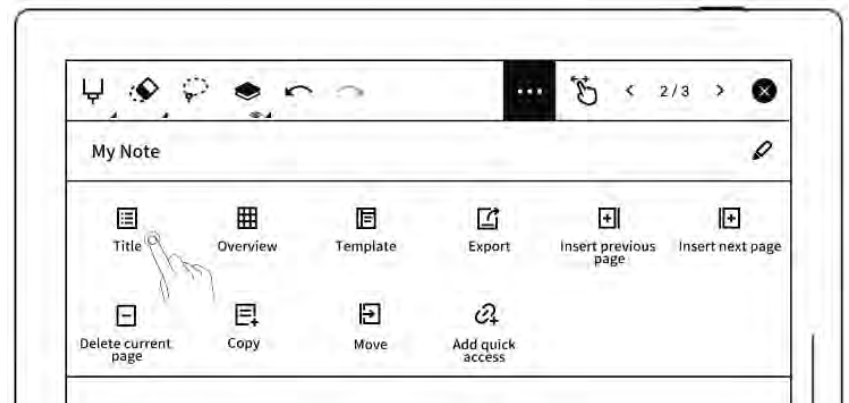 2/3
My Note
Title
Overview
Template
Export
Insert previous
page
Insert next page
Delete current
page
Copy
Move
Add quick
access